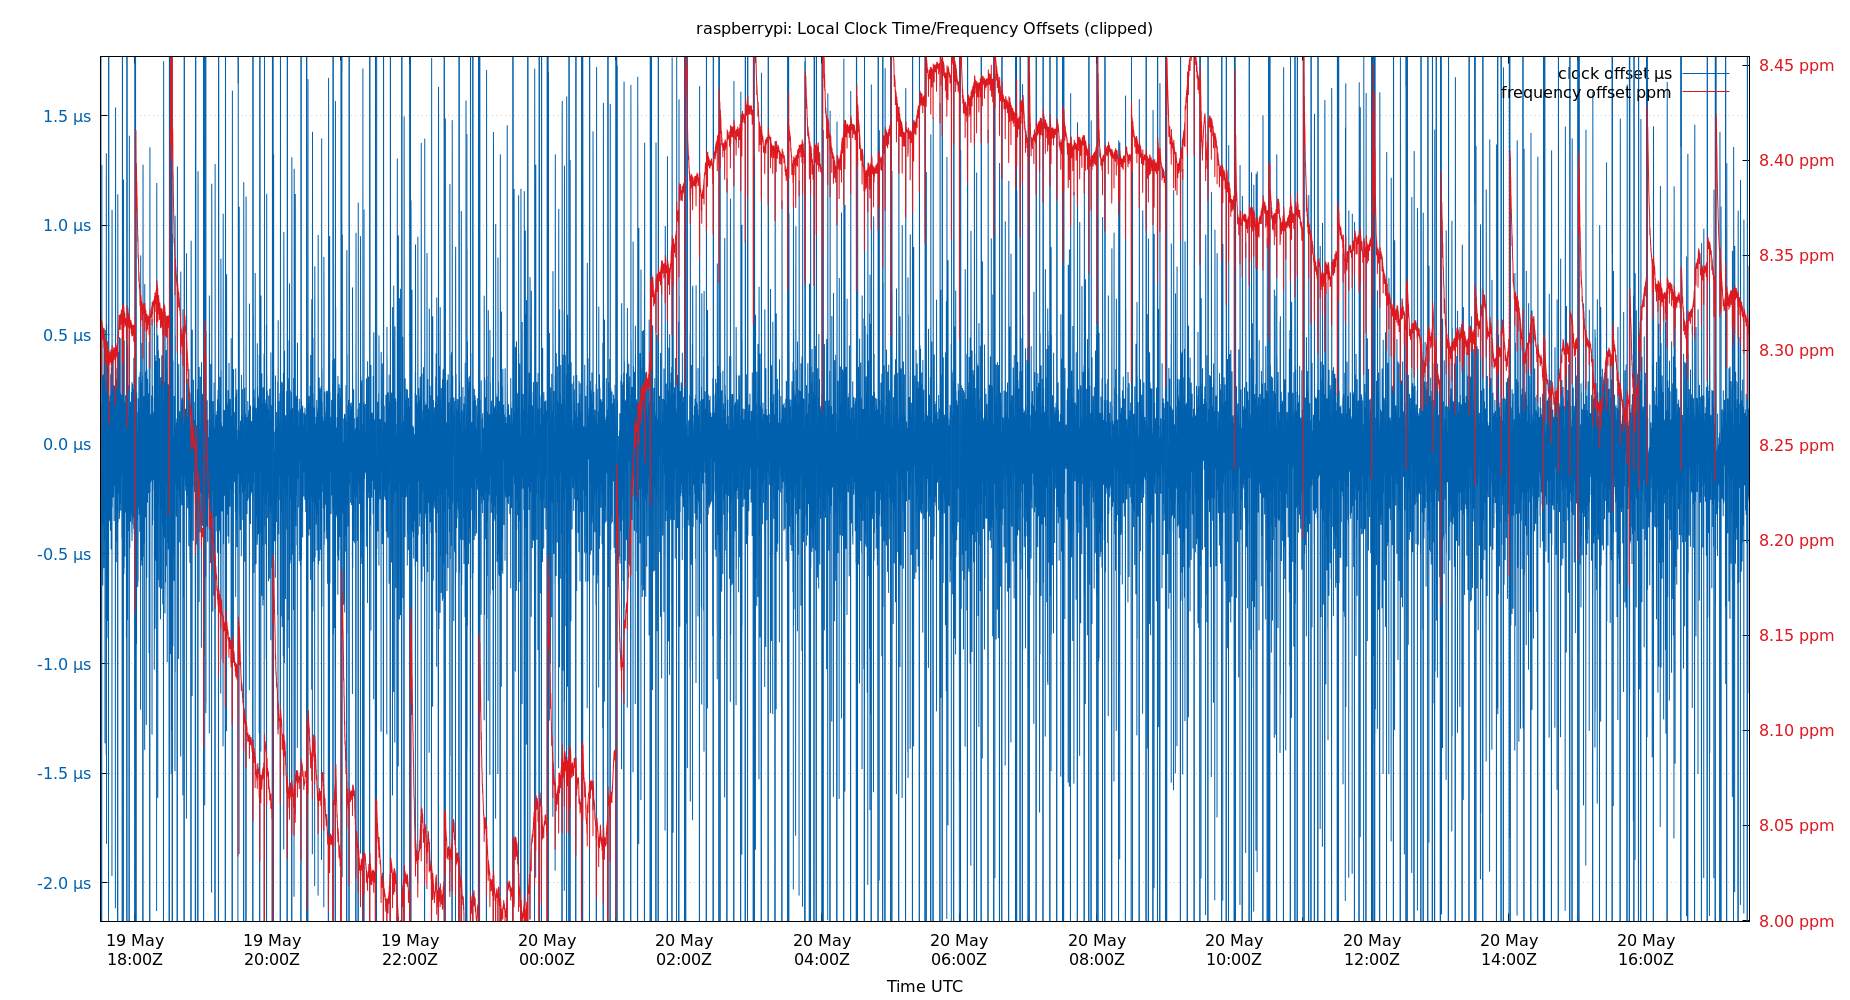 raspberrypi: Local Clock Time/Frequency Offsets (clipped)
clock offset µs
frequency offset ppm
1.5 µs
1.0 µs
0.5 µs
0.0 µs
-0.5 µs
-1.0 µs
-1.5 µs
-2.0 µs
8.45 ppm
8.40 ppm
8.35 ppm
8.30 ppm
8.25 ppm
8.20 ppm
8.15 ppm
8.10 ppm
8.05 ppm
8.00 ppm
19 May 19 May 19 May 20 May 20 May 20 May 20 May 20 May 20 May 20 May 20 May 20 May
18:00Z 20:00Z 22:00Z 00:00Z 02:00Z 04:00Z 06:00Z 08:00Z 10:00Z 12:00Z 14:00Z 16:00Z
Time UTC